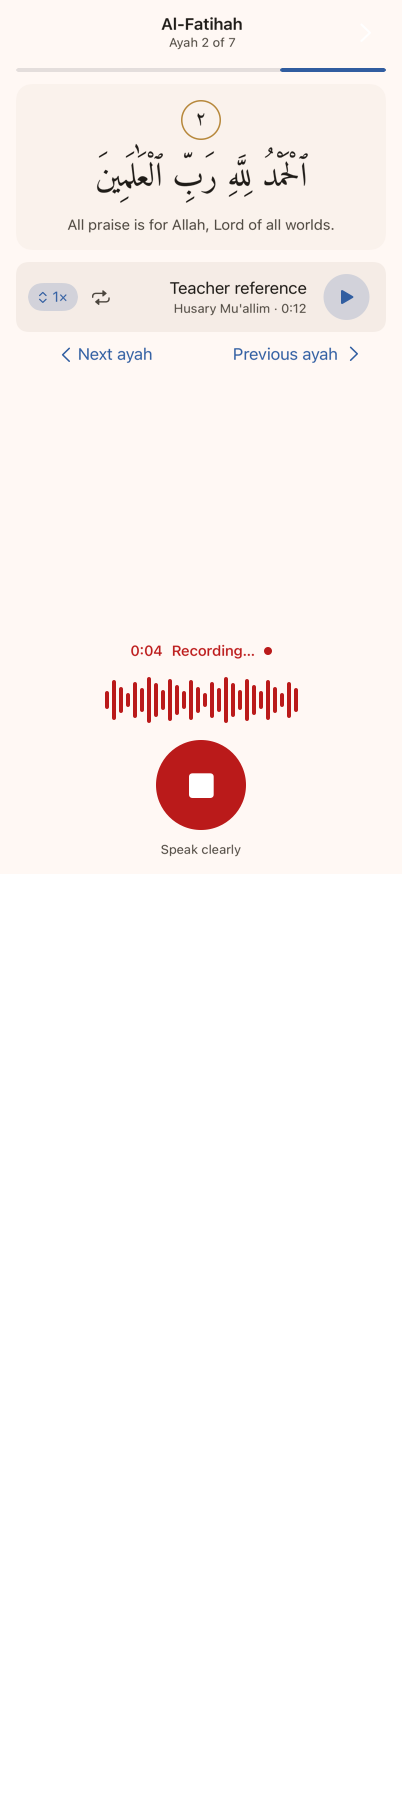 Al-Fatihah
Ayah 2 of 7
٢
ٱلْحَمْدُ لِلَّهِ رَبِّ ٱلْعَٰلَمِينَ
All praise is for Allah, Lord of all worlds.
Teacher reference
Husary Mu'allim · 0:12
1×
Next ayah
Previous ayah
0:04 Recording...
Speak clearly